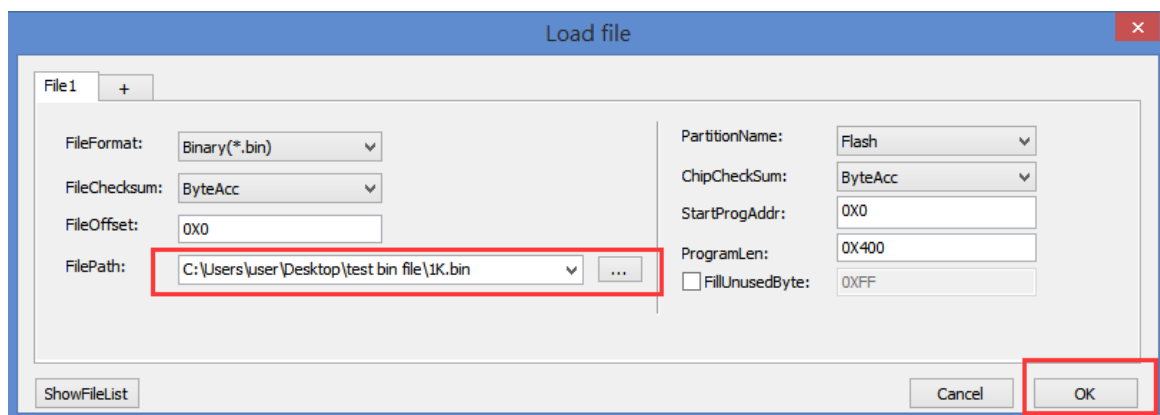 Load file
File1
+
FileFormat:
Binary(*.bin)
FileChecksum:
ByteAcc
FileOffset:
0X0
FilePath:
C:\Users\user\Desktop\test bin file\1K.bin
...
PartitionName:
Flash
ChipCheckSum:
ByteAcc
StartProgAddr:
0X0
ProgramLen:
0X400
FillUnusedByte:
0XFF
ShowFileList
Cancel
OK